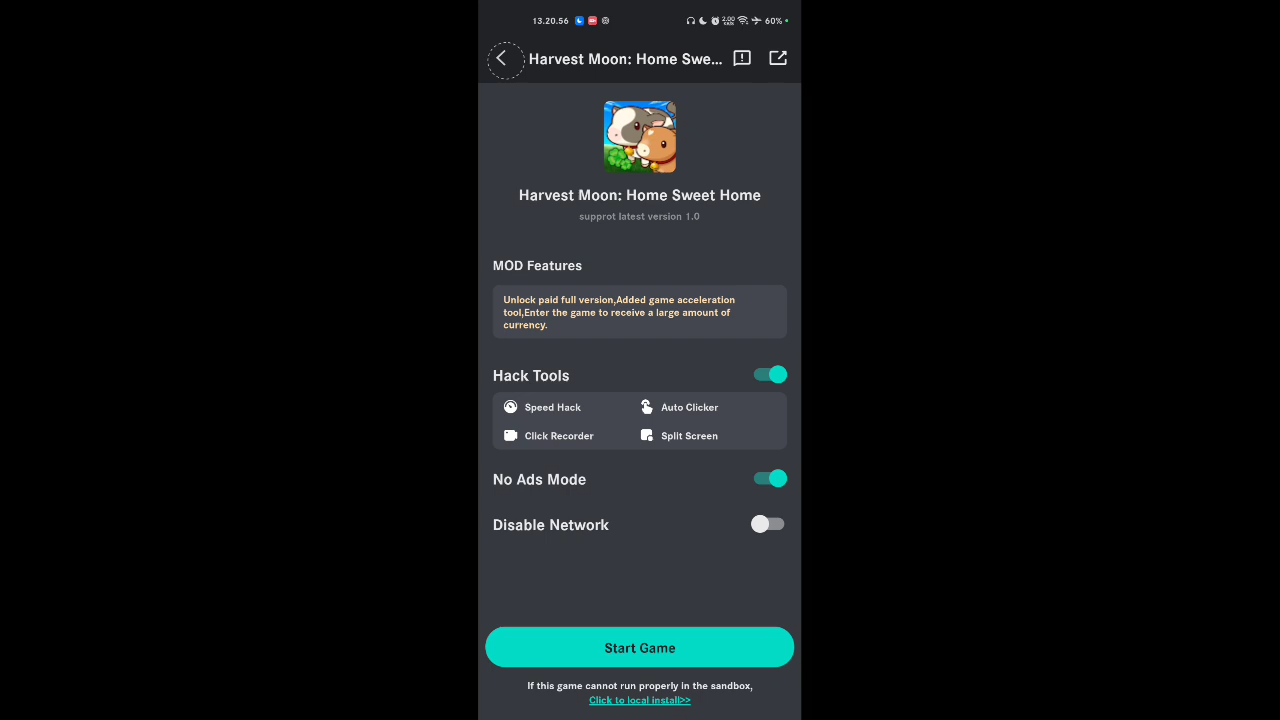 13.20.56
2.00
60%
Harvest Moon: Home Swe...
Harvest Moon: Home Sweet Home
supprot latest version 1.0
MOD Features
Unlock paid full version,Added game acceleration
tool,Enter the game to receive a large amount of
currency.
Hack Tools
Speed Hack
Auto Clicker
Click Recorder
Split Screen
No Ads Mode
Disable Network
Start Game
If this game cannot run properly in the sandbox,
Click to local install>>